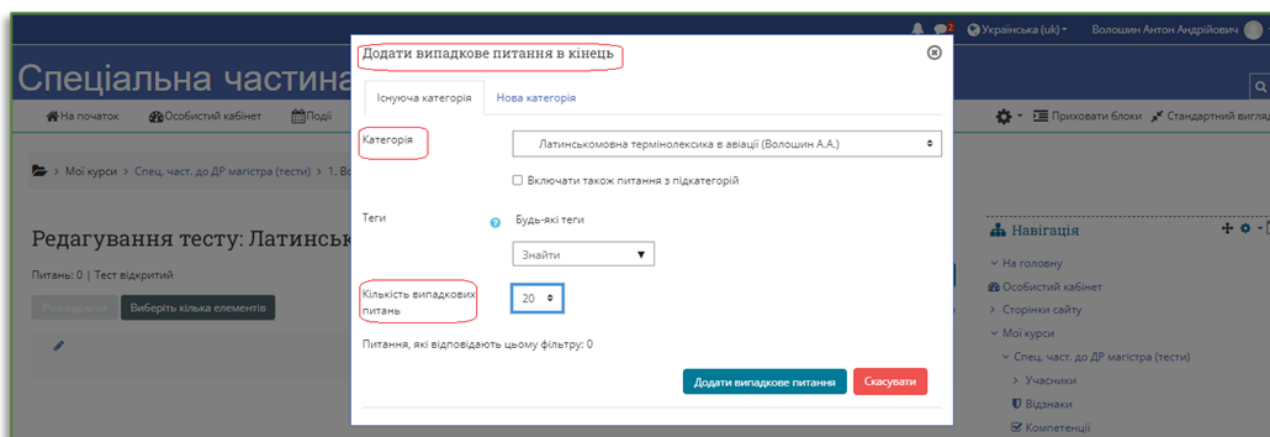 2 Українська (uk) Волошин Антон Андрійович
Спеціальна частина
На початок Особистий кабінет Події Приховати блоки Стандартний вигляд
Мої курси > Спец. част. до ДР магістра (тести) > 1. Во
Редагування тесту: Латинськ
Питань: 0 | Тест відкритий
Розподілити Виберіть кілька елементів
Додати випадкове питання в кінець
Існуюча категорія Нова категорія
Категорія Латинськомовна термінолексика в авіації (Волошин А.А.)
Включати також питання з підкатегорій
Теги Будь-які теги
Знайти
Кількість випадкових
питань
20
Питання, які відповідають цьому фільтру: 0
Додати випадкове питання Скасувати
Навігація
На головну
Особистий кабінет
Сторінки сайту
Мої курси
Спец. част. до ДР магістра (тести)
Учасники
Відзнаки
Компетенції